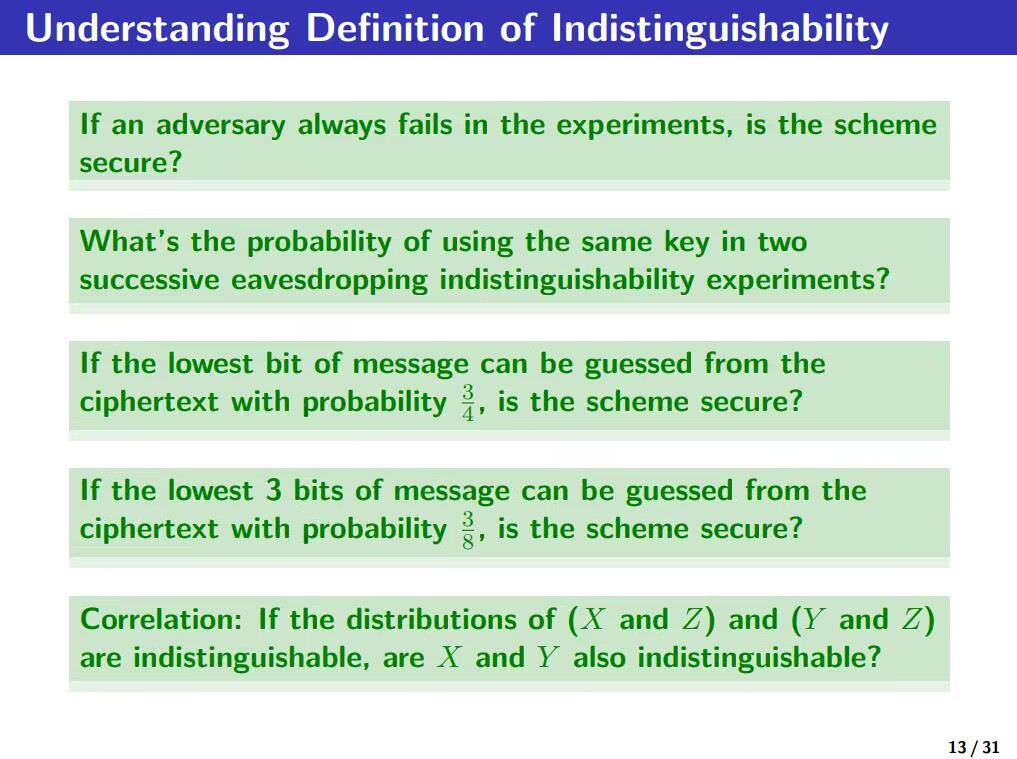 Understanding Definition of Indistinguishability
If an adversary always fails in the experiments, is the scheme
secure?
What's the probability of using the same key in two
successive eavesdropping indistinguishability experiments?
If the lowest bit of message can be guessed from the
ciphertext with probability 3/4, is the scheme secure?
If the lowest 3 bits of message can be guessed from the
ciphertext with probability 3/8, is the scheme secure?
Correlation: If the distributions of (X and Z) and (Y and Z)
are indistinguishable, are X and Y also indistinguishable?
13 / 31